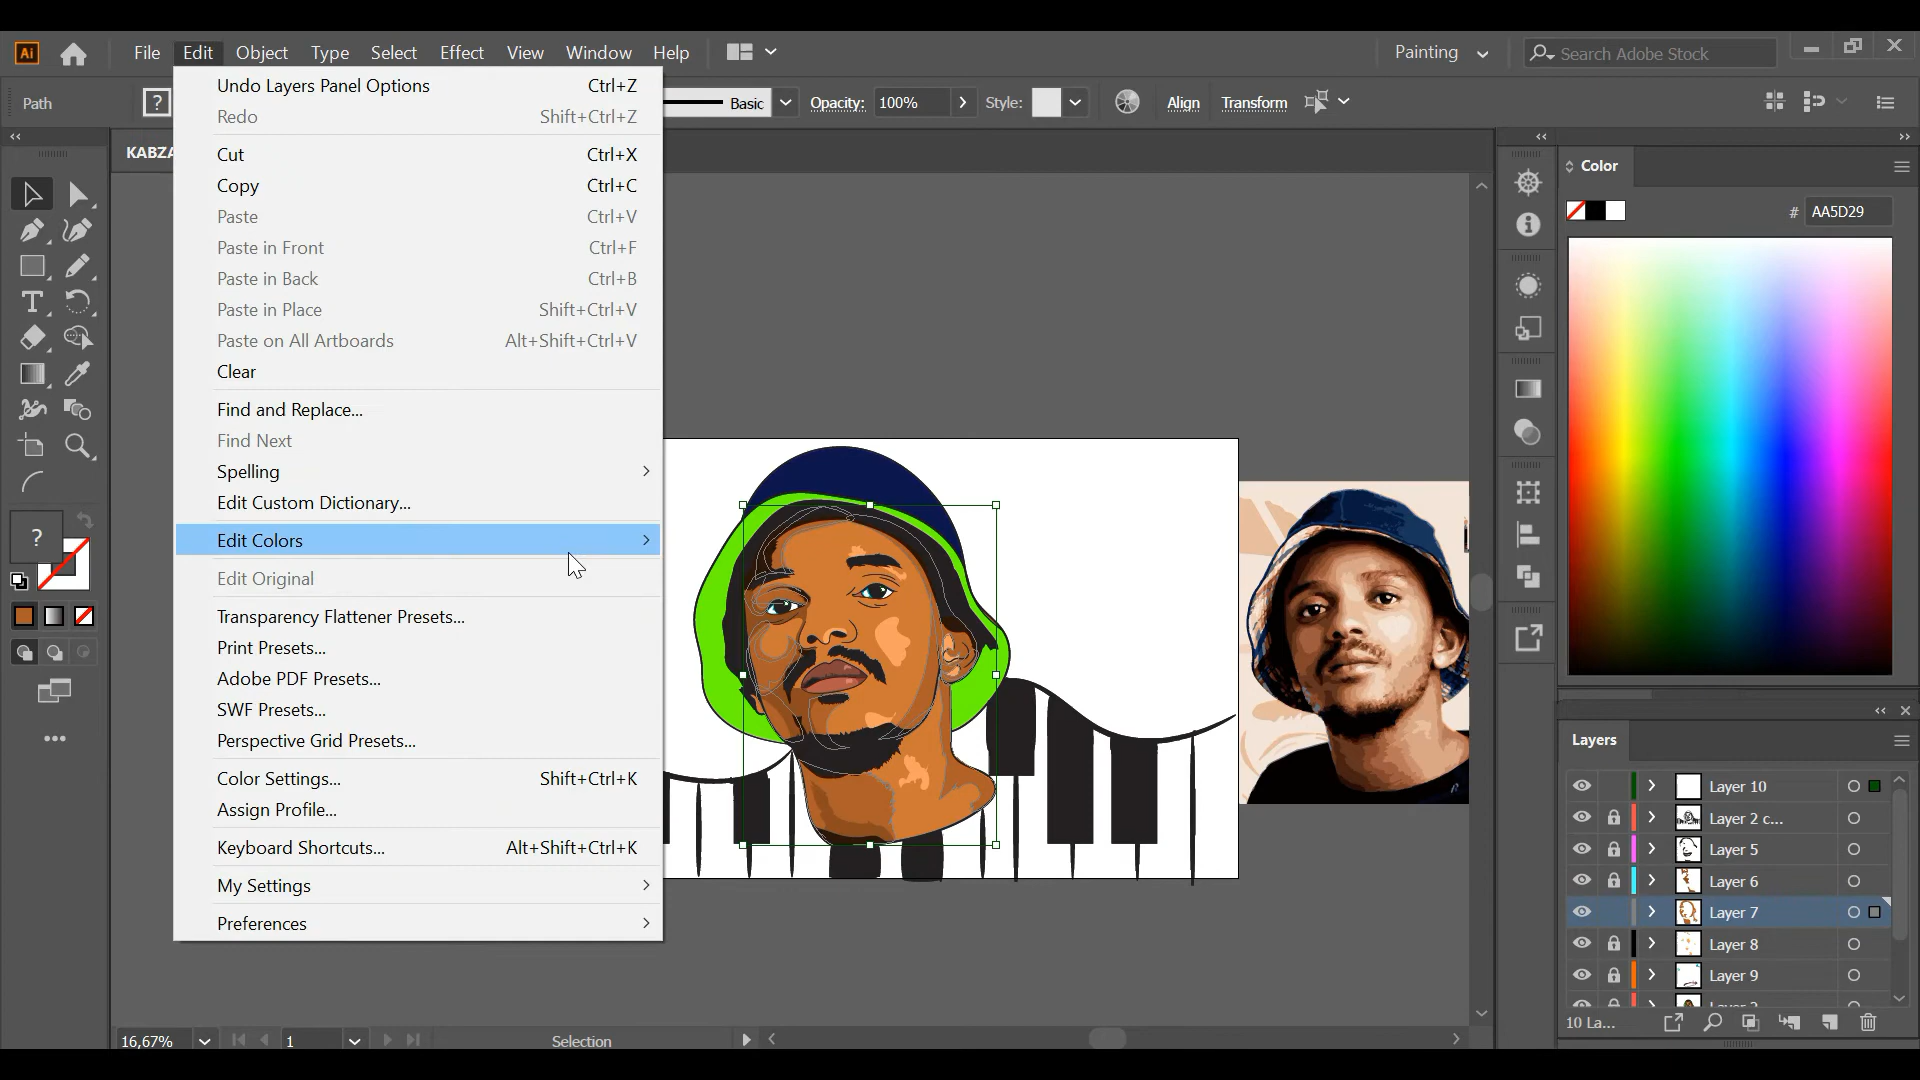 Ai File Edit Object Type Select Effect View Window Help Painting Search Adobe Stock
Path ? Basic Opacity: 100% Style: Align Transform
KABZA
Undo Layers Panel Options Ctrl+Z
Redo Shift+Ctrl+Z
Cut Ctrl+X
Copy Ctrl+C
Paste Ctrl+V
Paste in Front Ctrl+F
Paste in Back Ctrl+B
Paste in Place Shift+Ctrl+V
Paste on All Artboards Alt+Shift+Ctrl+V
Clear
Find and Replace...
Find Next
Spelling
Edit Custom Dictionary...
Edit Colors
Edit Original
Transparency Flattener Presets...
Print Presets...
Adobe PDF Presets...
SWF Presets...
Perspective Grid Presets...
Color Settings... Shift+Ctrl+K
Assign Profile...
Keyboard Shortcuts... Alt+Shift+Ctrl+K
My Settings
Preferences
?
Color
# AA5D29
Layers
Layer 10
Layer 2 c...
Layer 5
Layer 6
Layer 7
Layer 8
Layer 9
10 La...
16,67% 1 Selection